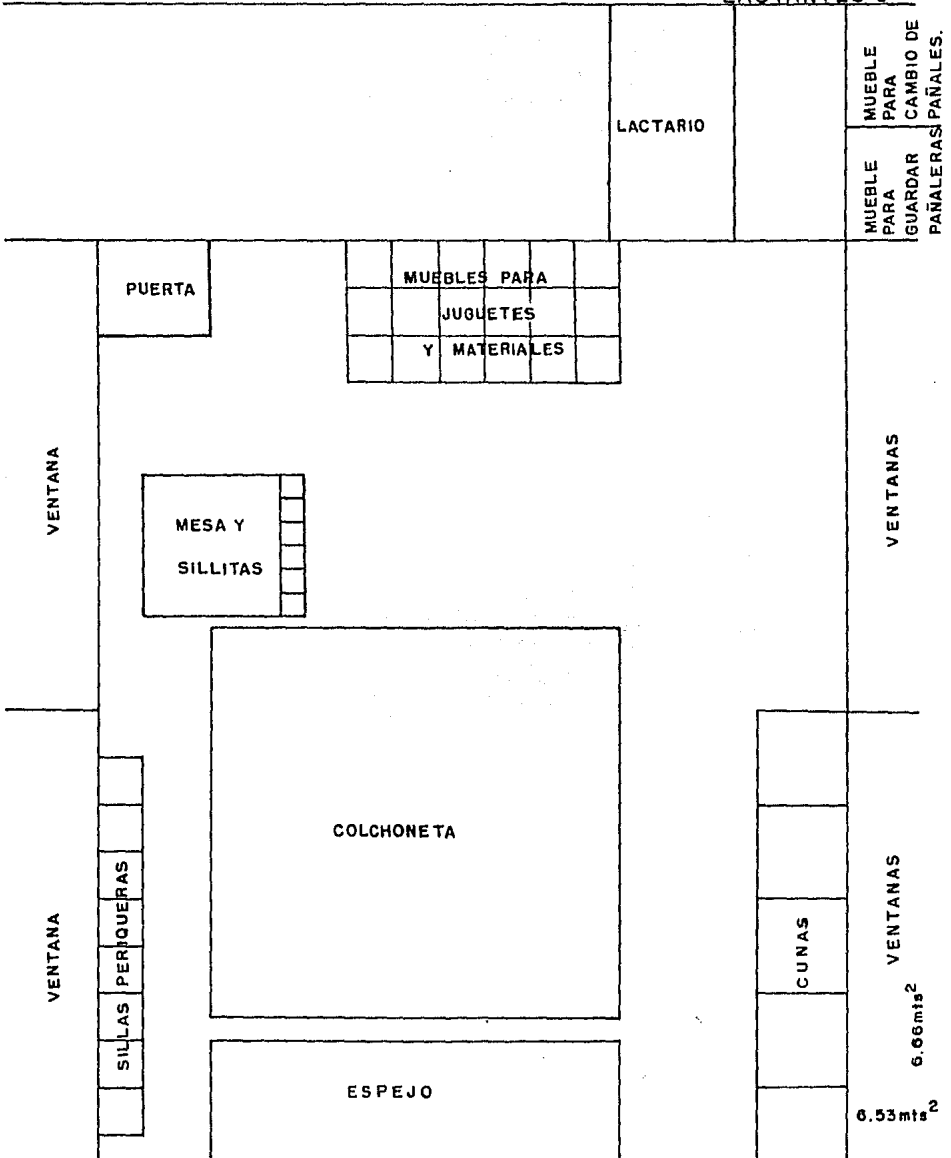 LACTARIO
MUEBLE
PARA
CAMBIO DE
PAÑALES.
MUEBLE
PARA
GUARDAR
PAÑALERAS
PUERTA
MUEBLES PARA
JUGUETES
Y MATERIALES
VENTANA
VENTANAS
MESA Y
SILLITAS
COLCHONETA
VENTANA
SILLAS PERIQUERAS
CUNAS
VENTANAS
6.66mts²
ESPEJO
6.53mts²